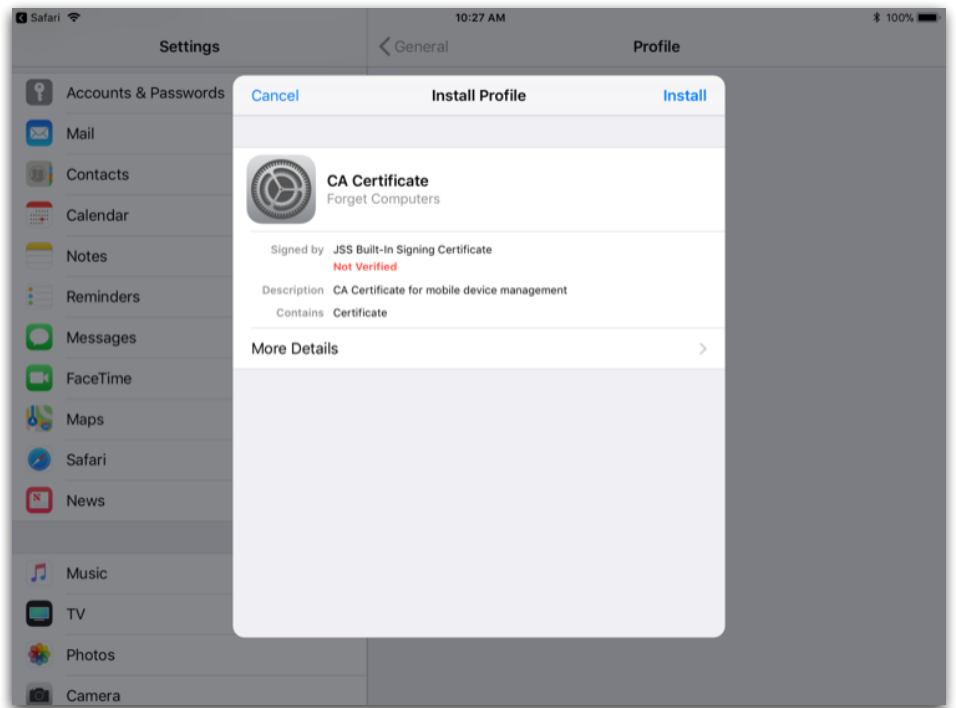 Safari
10:27 AM
100%
Settings
General
Profile
Accounts & Passwords
Mail
Contacts
Calendar
Notes
Reminders
Messages
FaceTime
Maps
Safari
News
Music
TV
Photos
Camera
Cancel
Install Profile
Install
CA Certificate
Forget Computers
Signed by JSS Built-In Signing Certificate
Not Verified
Description CA Certificate for mobile device management
Contains Certificate
More Details